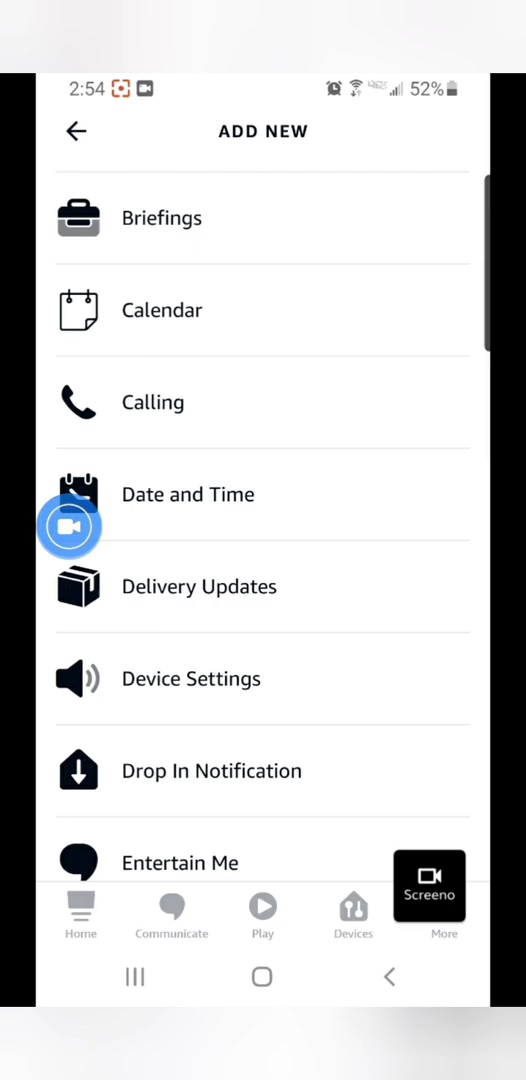 2:54 52%
ADD NEW
Briefings
Calendar
Calling
Date and Time
Delivery Updates
Device Settings
Drop In Notification
Entertain Me
Screeno
Home Communicate Play Devices More